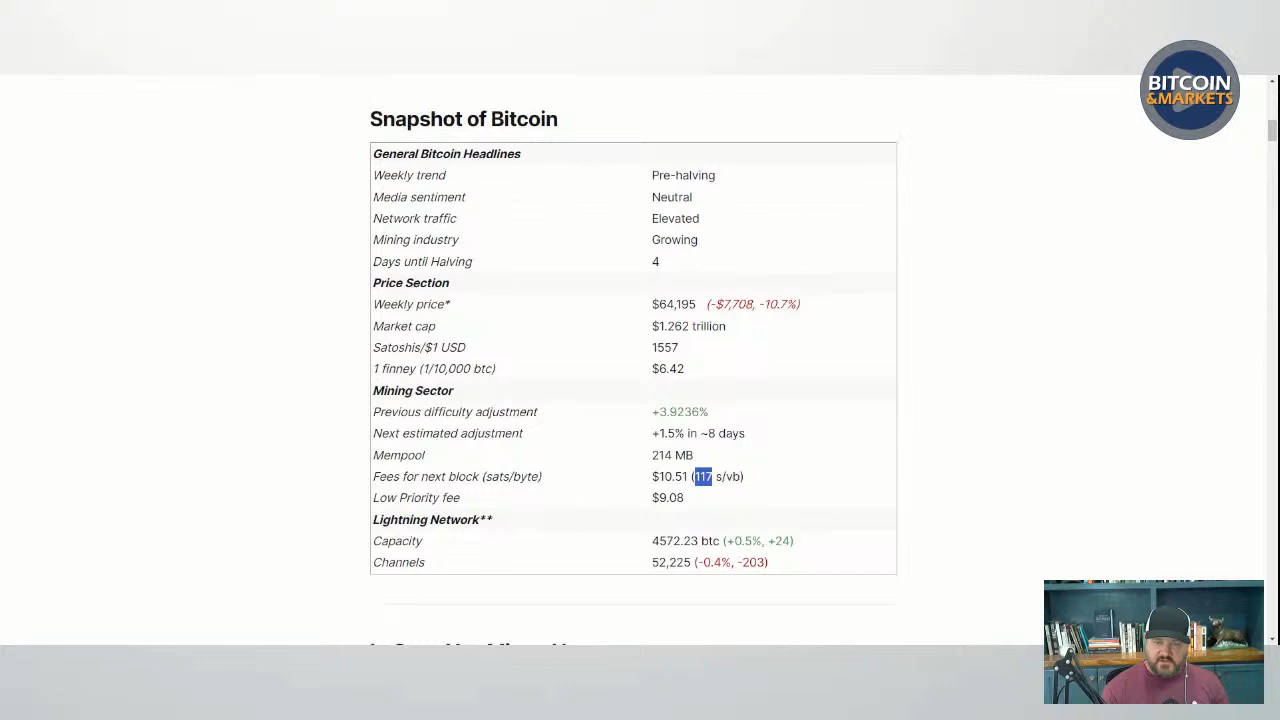 BITCOIN
&MARKETS
Snapshot of Bitcoin
General Bitcoin Headlines
Weekly trend Pre-halving
Media sentiment Neutral
Network traffic Elevated
Mining industry Growing
Days until Halving 4
Price Section
Weekly price* $64,195 (-$7,708, -10.7%)
Market cap $1.262 trillion
Satoshis/$1 USD 1557
1 finney (1/10,000 btc) $6.42
Mining Sector
Previous difficulty adjustment +3.9236%
Next estimated adjustment +1.5% in ~8 days
Mempool 214 MB
Fees for next block (sats/byte) $10.51 (117 s/vb)
Low Priority fee $9.08
Lightning Network**
Capacity 4572.23 btc (+0.5%, +24)
Channels 52,225 (-0.4%, -203)